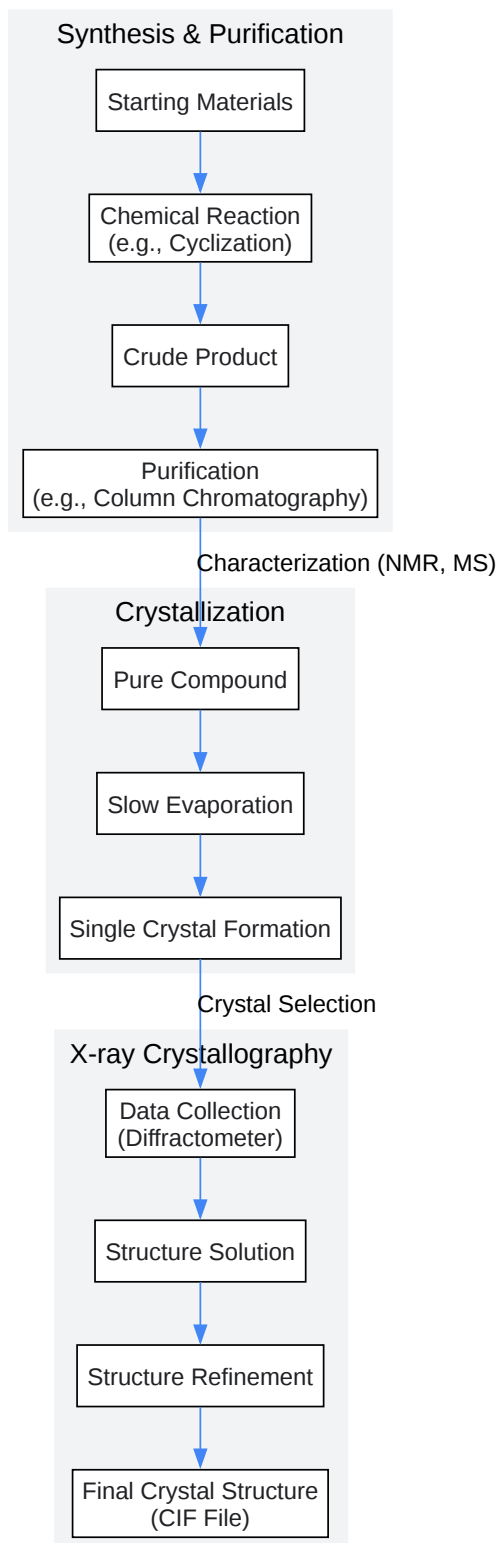 Synthesis & Purification
Starting Materials
Chemical Reaction
(e.g., Cyclization)
Crude Product
Purification
(e.g., Column Chromatography)
Characterization (NMR, MS)
Crystallization
Pure Compound
Slow Evaporation
Single Crystal Formation
Crystal Selection
X-ray Crystallography
Data Collection
(Diffractometer)
Structure Solution
Structure Refinement
Final Crystal Structure
(CIF File)